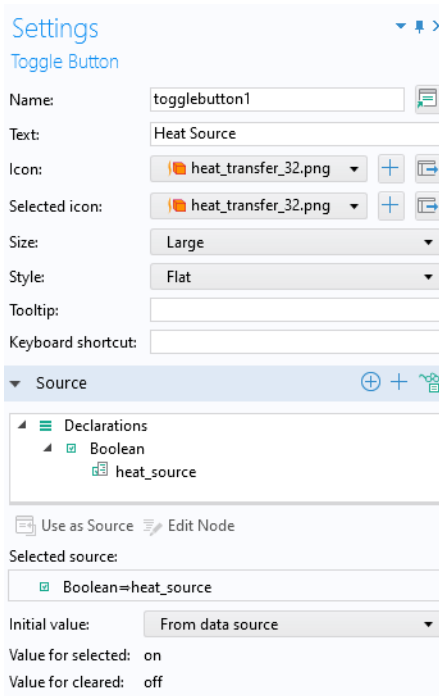 Settings
Toggle Button
Name: togglebutton1
Text: Heat Source
Icon: heat_transfer_32.png
Selected icon: heat_transfer_32.png
Size: Large
Style: Flat
Tooltip:
Keyboard shortcut:
Source
Declarations
Boolean
heat_source
Use as Source Edit Node
Selected source:
Boolean⇒heat_source
Initial value: From data source
Value for selected: on
Value for cleared: off